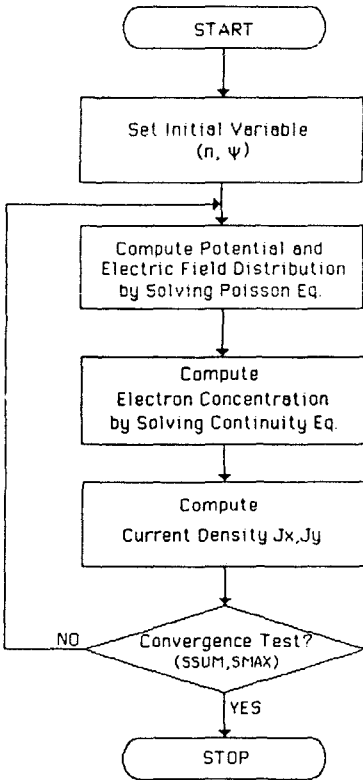 START
Set Initial Variable
(n, Ψ)
Compute Potential and
Electric Field Distribution
by Solving Poisson Eq.
Compute
Electron Concentration
by Solving Continuity Eq.
Compute
Current Density Jx,Jy
NO
Convergence Test?
(SSUM,SMAX)
YES
STOP